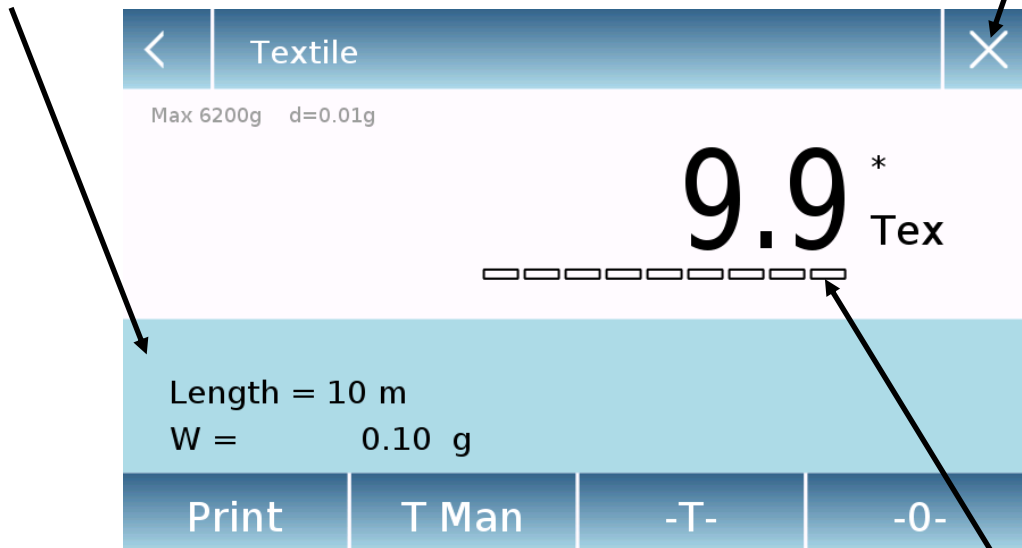 Textile
Max 6200g d=0.01g
9.9 * Tex
Length = 10 m
W = 0.10 g
Print T Man -T- -0-